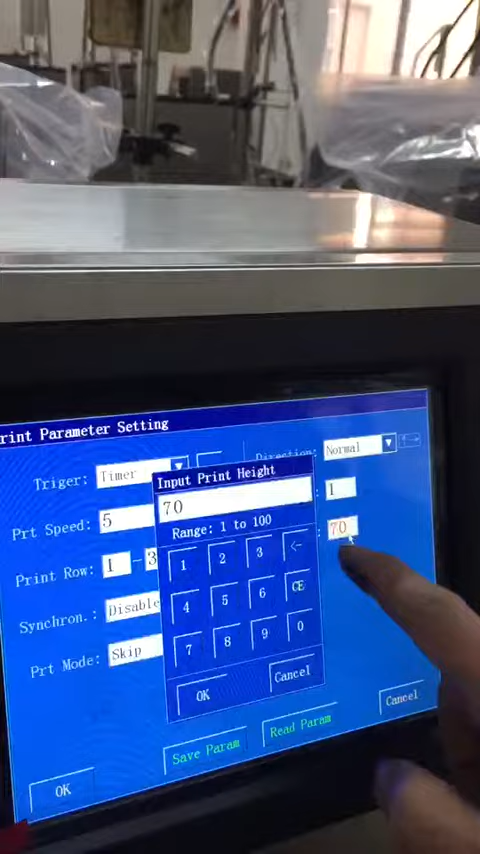 rint Parameter Setting
Triger: Timer
Direction: Normal
Prt Speed: 5
: 1
Print Row: 1 - 3
: 70
Synchron.: Disable
Prt Mode: Skip
Input Print Height
70
Range: 1 to 100
1 2 3 <-
4 5 6 CE
7 8 9 0
OK Cancel
OK Save Param Read Param Cancel